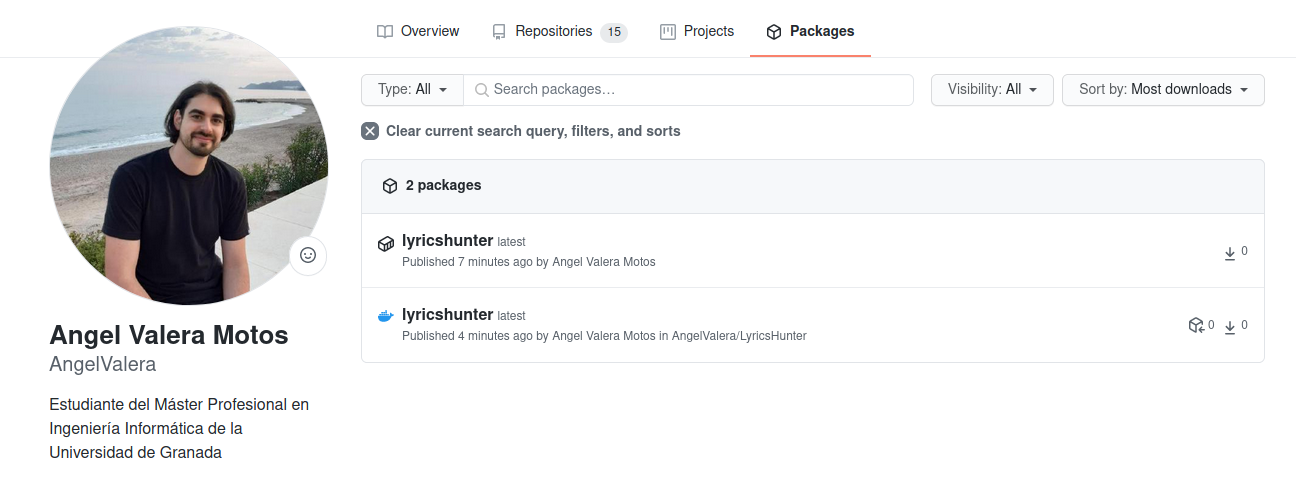 Overview Repositories 15 Projects Packages
Type: All Search packages… Visibility: All Sort by: Most downloads
Clear current search query, filters, and sorts
2 packages
lyricshunter latest
Published 7 minutes ago by Angel Valera Motos
0
lyricshunter latest
Published 4 minutes ago by Angel Valera Motos in AngelValera/LyricsHunter
0 0
Angel Valera Motos
AngelValera
Estudiante del Máster Profesional en
Ingeniería Informática de la
Universidad de Granada